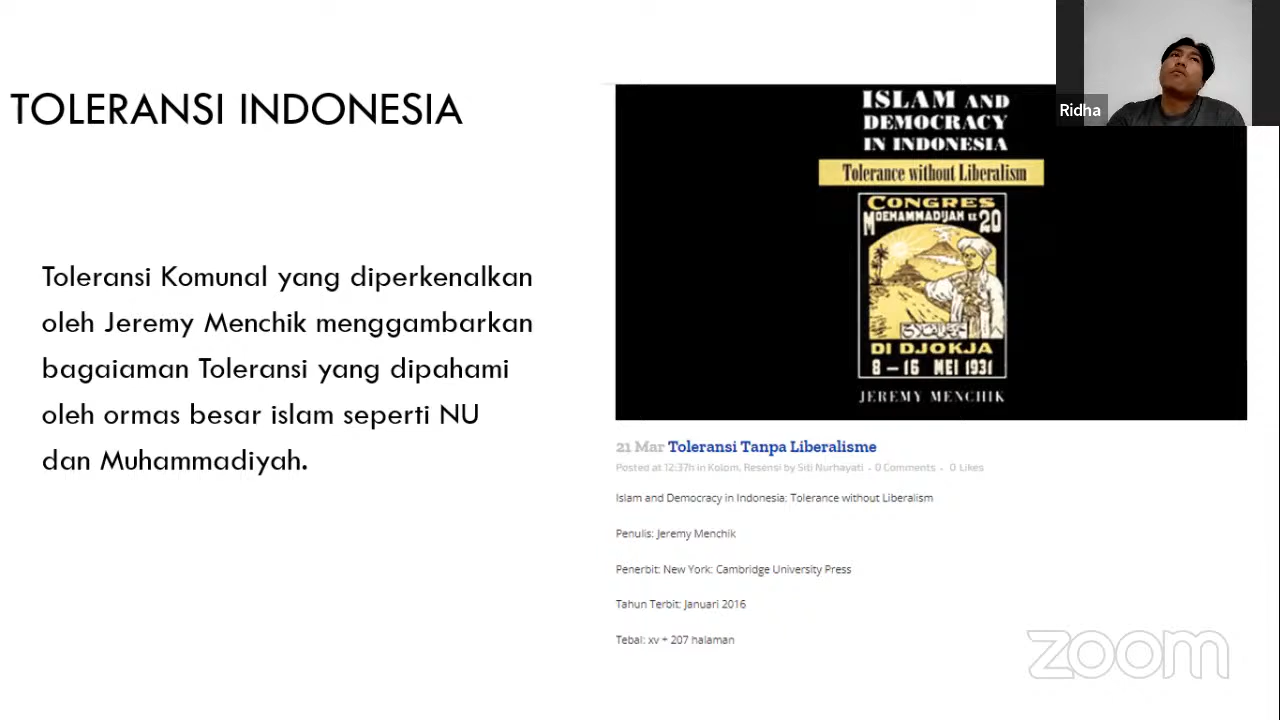 TOLERANSI INDONESIA
Toleransi Komunal yang diperkenalkan
oleh Jeremy Menchik menggambarkan
bagaiaman Toleransi yang dipahami
oleh ormas besar islam seperti NU
dan Muhammadiyah.
ISLAM AND
DEMOCRACY
IN INDONESIA
Tolerance without Liberalism
CONGRES
MOEHAMMADIJAH KE 20
DI DJOKJA
8 – 16 MEI 1931
JEREMY MENCHIK
21 Mar Toleransi Tanpa Liberalisme
Posted at 12:37h in Kolom, Resensi by Siti Nurhayati - 0 Comments - 0 Likes
Islam and Democracy in Indonesia: Tolerance without Liberalism
Penulis: Jeremy Menchik
Penerbit: New York: Cambridge University Press
Tahun Terbit: Januari 2016
Tebal: xv + 207 halaman
Ridha
zoom